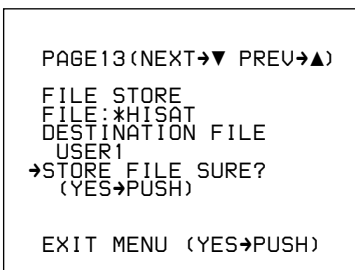 PAGE13(NEXT→▼ PREV→▲)
FILE STORE
FILE:*HISAT
DESTINATION FILE
USER1
→STORE FILE SURE?
(YES→PUSH)
EXIT MENU (YES→PUSH)